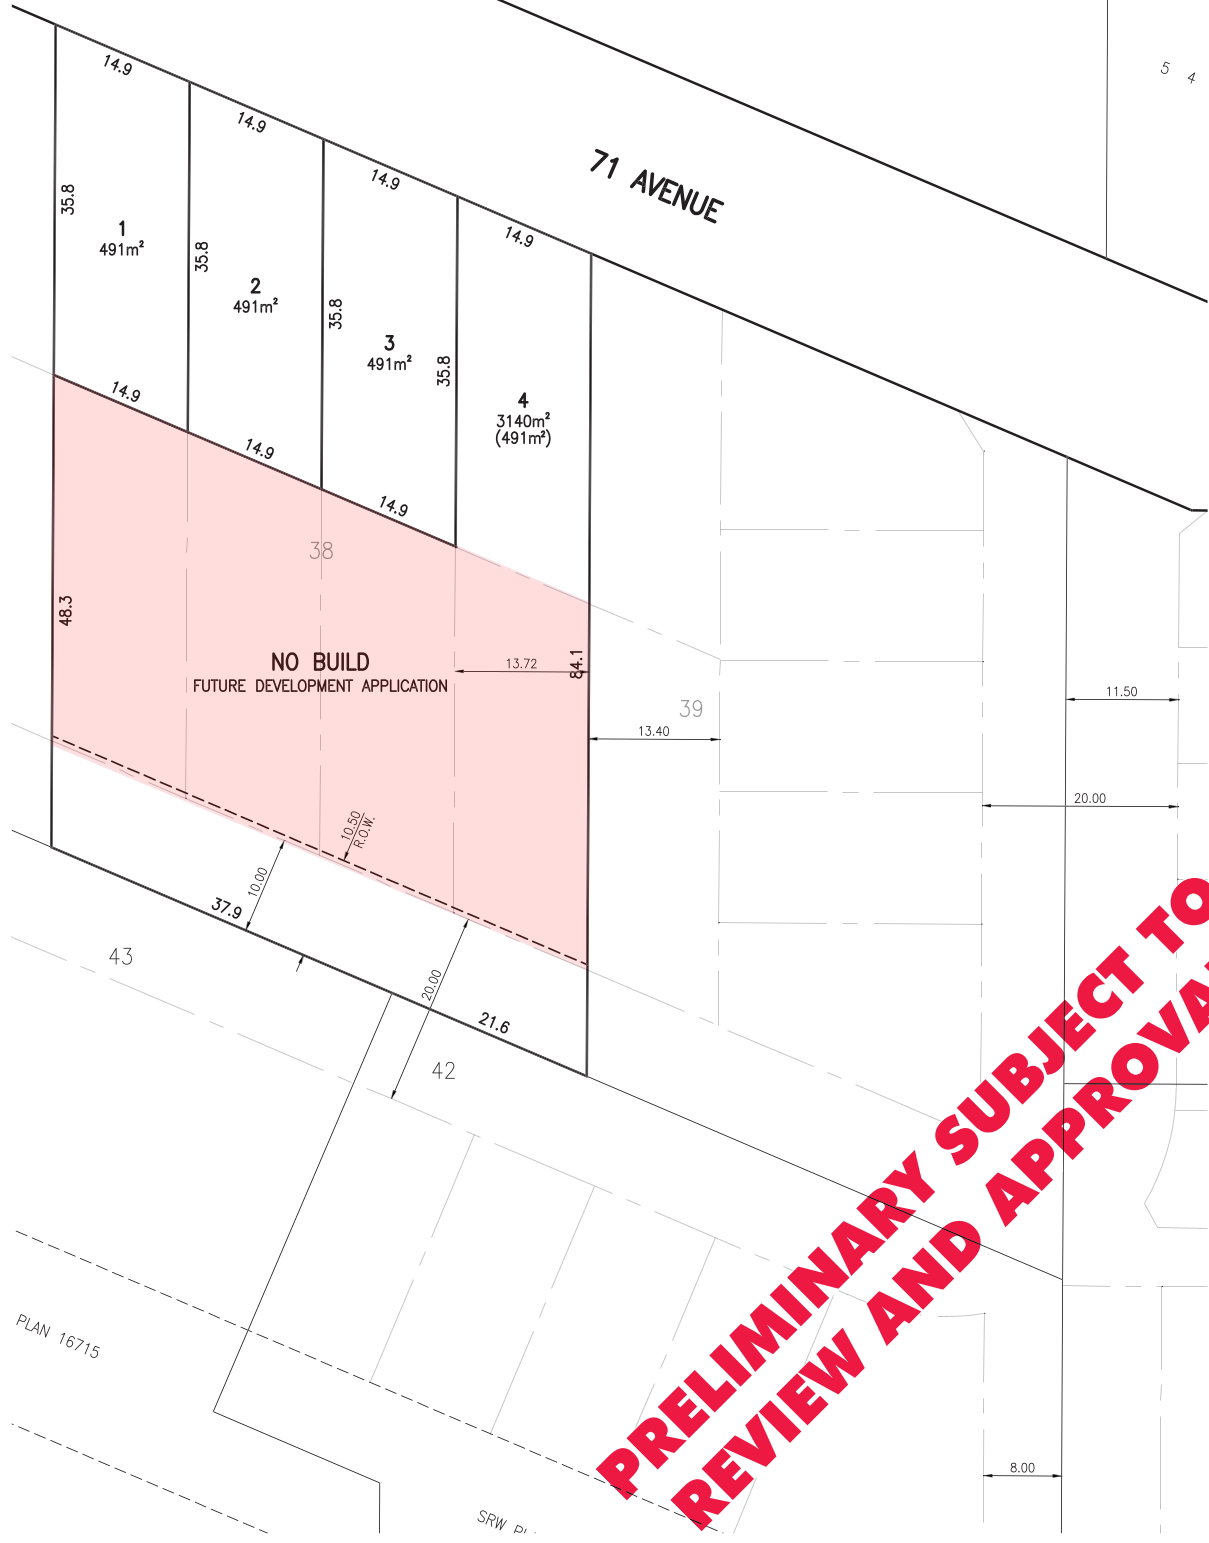 5 4
71 AVENUE
14.9
14.9
14.9
14.9
35.8
35.8
35.8
35.8
1
491m²
2
491m²
3
491m²
4
3140m²
(491m²)
14.9
14.9
14.9
38
48.3
NO BUILD
FUTURE DEVELOPMENT APPLICATION
13.72
84.1
39
13.40
11.50
20.00
10.50
R.O.W.
10.00
37.9
20.00
21.6
43
42
PLAN 16715
SRW
8.00
PRELIMINARY SUBJECT TO
REVIEW AND APPROVA